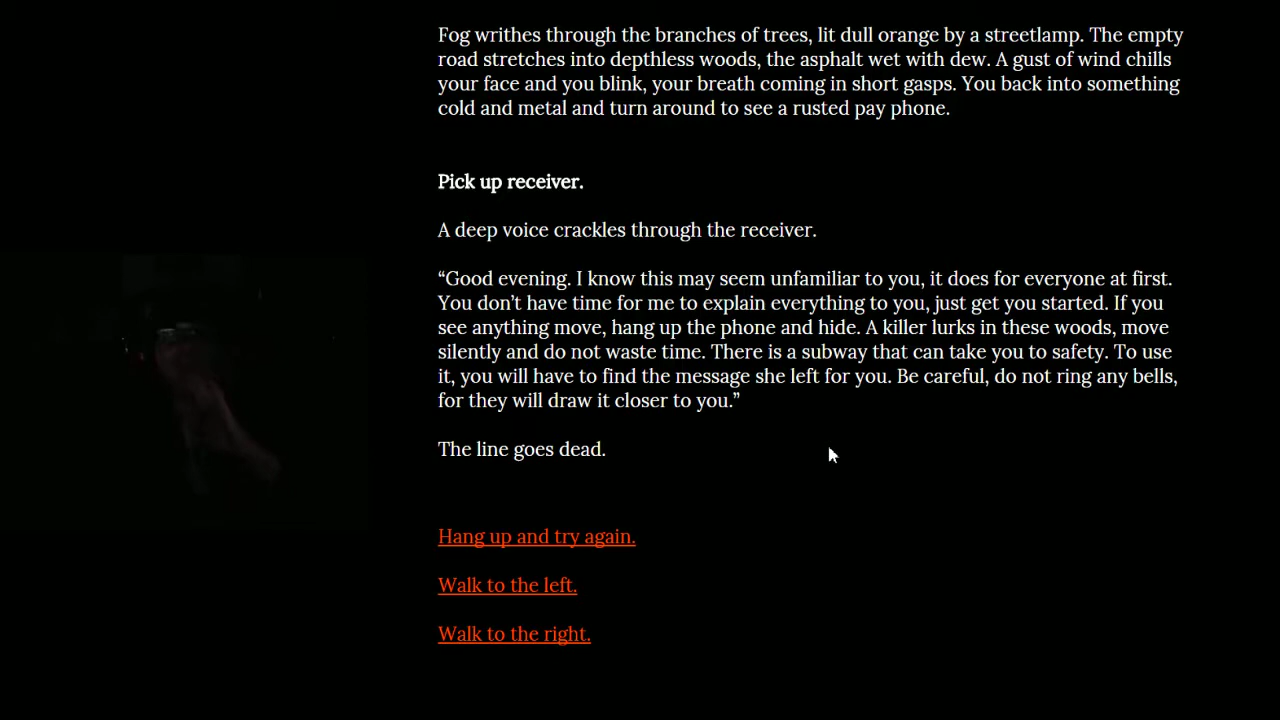 Fog writhes through the branches of trees, lit dull orange by a streetlamp. The empty
road stretches into depthless woods, the asphalt wet with dew. A gust of wind chills
your face and you blink, your breath coming in short gasps. You back into something
cold and metal and turn around to see a rusted pay phone.
Pick up receiver.
A deep voice crackles through the receiver.
“Good evening. I know this may seem unfamiliar to you, it does for everyone at first.
You don’t have time for me to explain everything to you, just get you started. If you
see anything move, hang up the phone and hide. A killer lurks in these woods, move
silently and do not waste time. There is a subway that can take you to safety. To use
it, you will have to find the message she left for you. Be careful, do not ring any bells,
for they will draw it closer to you.”
The line goes dead.
Hang up and try again.
Walk to the left.
Walk to the right.